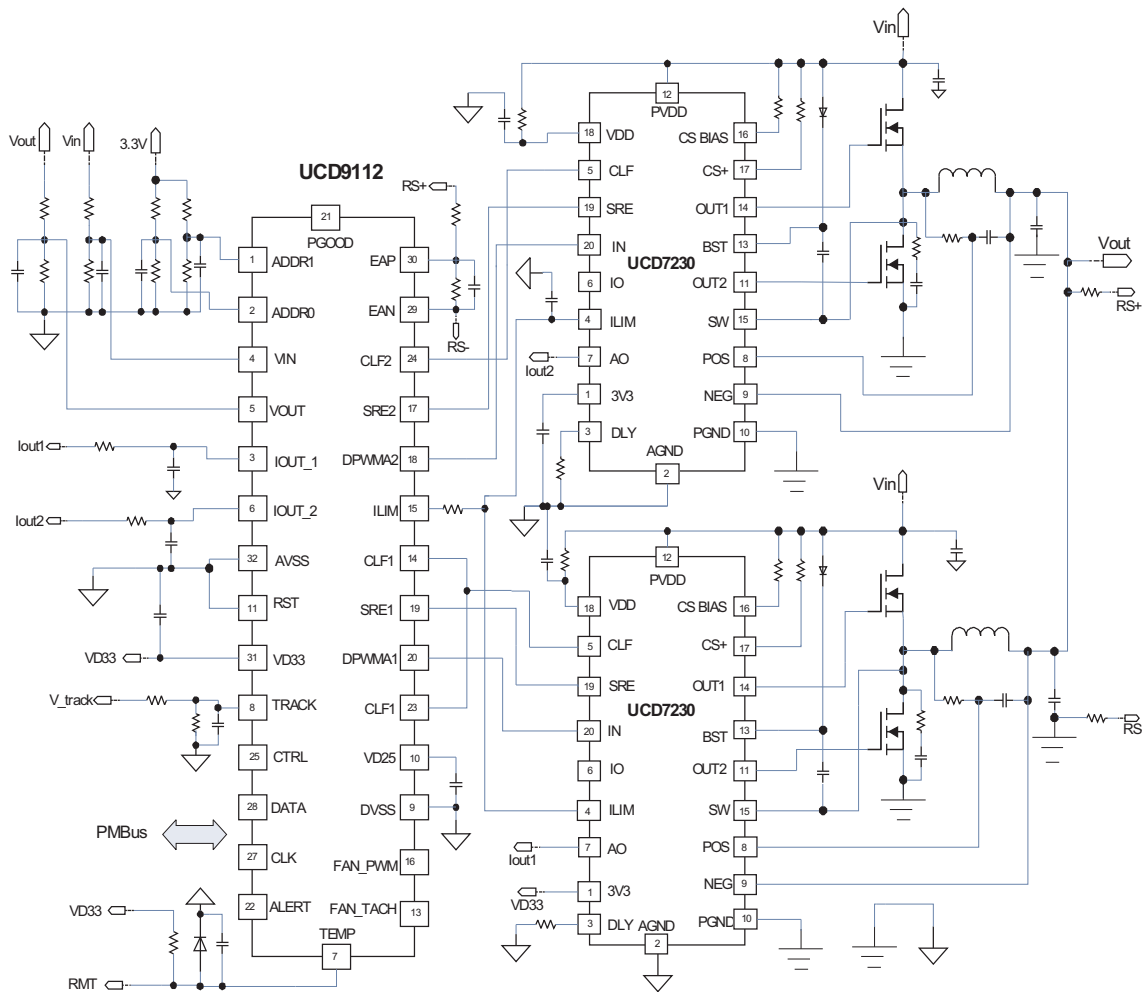 Vin
12
PVDD
18 VDD
CS BIAS 16
5 CLF
CS+ 17
19 SRE
OUT1 14
20 IN
BST 13
UCD7230
6 IO
OUT2 11
4 ILIM
SW 15
7 AO
POS 8
1 3V3
NEG 9
3 DLY
PGND 10
AGND
2
Iout2
Vout
RS+
Vout
Vin
3.3V
UCD9112
RS+
21
PGOOD
1 ADDR1
EAP 30
2 ADDR0
EAN 29
RS-
4 VIN
CLF2 24
5 VOUT
SRE2 17
Iout1
3 IOUT_1
DPWMA2 18
Iout2
6 IOUT_2
ILIM 15
32 AVSS
CLF1 14
11 RST
SRE1 19
VD33
31 VD33
DPWMA1 20
V_track
8 TRACK
CLF1 23
25 CTRL
VD25 10
28 DATA
DVSS 9
PMBus
27 CLK
FAN_PWM 16
22 ALERT
FAN_TACH 13
TEMP
7
VD33
RMT
Vin
12
PVDD
18 VDD
CS BIAS 16
5 CLF
CS+ 17
19 SRE
OUT1 14
UCD7230
20 IN
BST 13
6 IO
OUT2 11
4 ILIM
SW 15
7 AO
POS 8
1 3V3
NEG 9
3 DLY
PGND 10
AGND
2
Iout1
VD33
RS